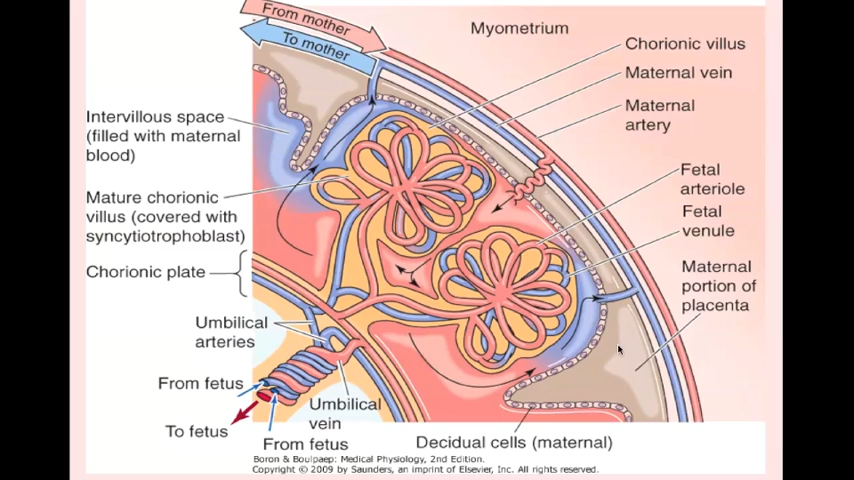 From mother
To mother
Myometrium
Chorionic villus
Maternal vein
Maternal
artery
Intervillous space
(filled with maternal
blood)
Fetal
arteriole
Mature chorionic
villus (covered with
syncytiotrophoblast)
Fetal
venule
Chorionic plate
Maternal
portion of
placenta
Umbilical
arteries
From fetus
Umbilical
vein
To fetus
From fetus
Decidual cells (maternal)
Boron & Boulpaep: Medical Physiology, 2nd Edition.
Copyright © 2009 by Saunders, an imprint of Elsevier, Inc. All rights reserved.